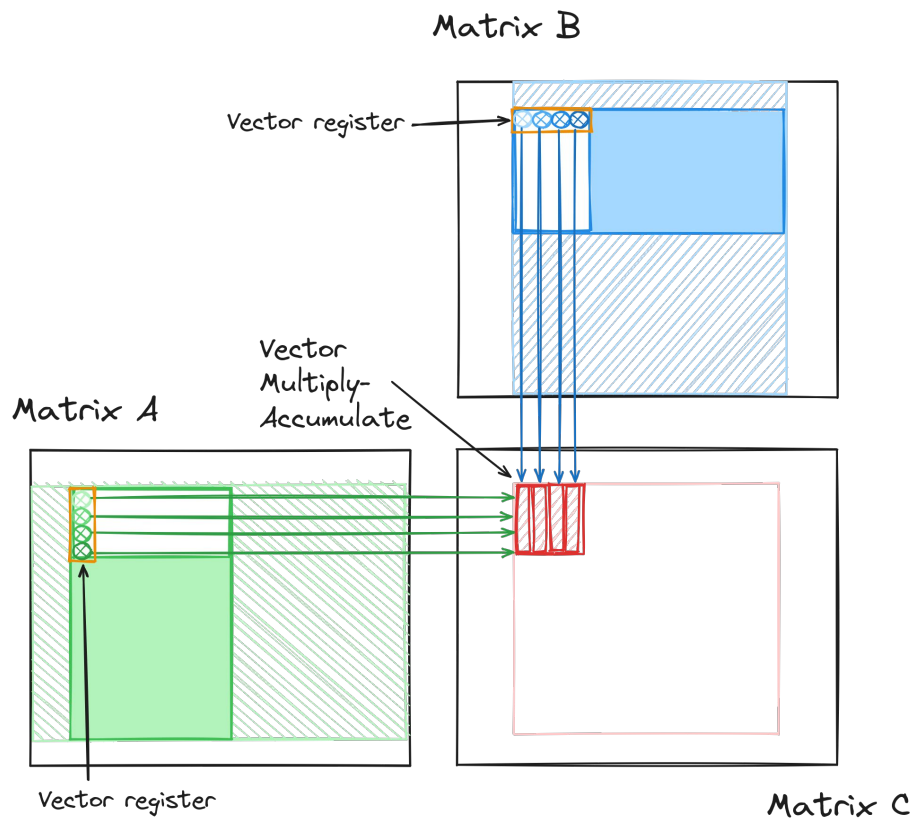 Matrix B
Vector register
Vector
Multiply-
Accumulate
Matrix A
Vector register
Matrix C